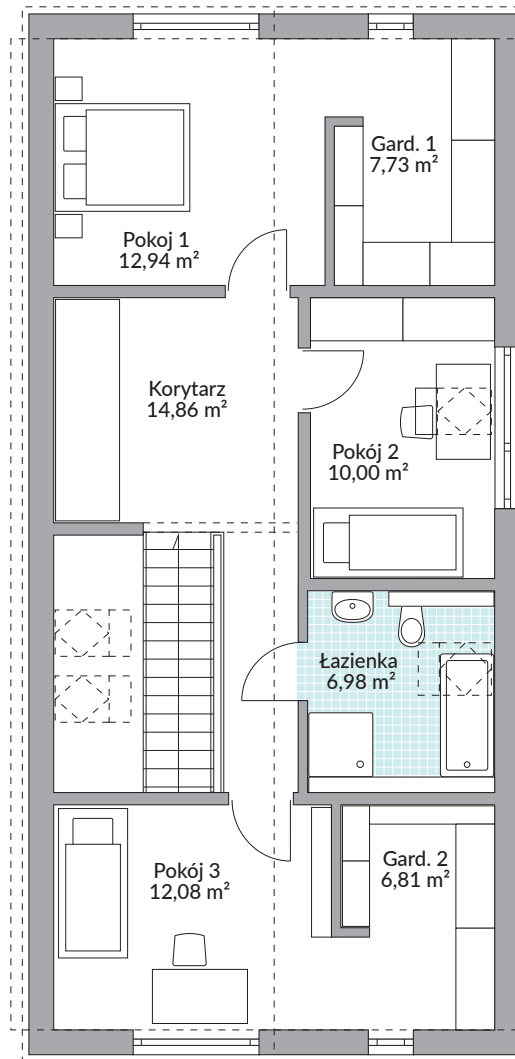 Gard. 1
7,73 m²
Pokoj 1
12,94 m²
Korytarz
14,86 m²
Pokój 2
10,00 m²
Łazienka
6,98 m²
Pokój 3
12,08 m²
Gard. 2
6,81 m²